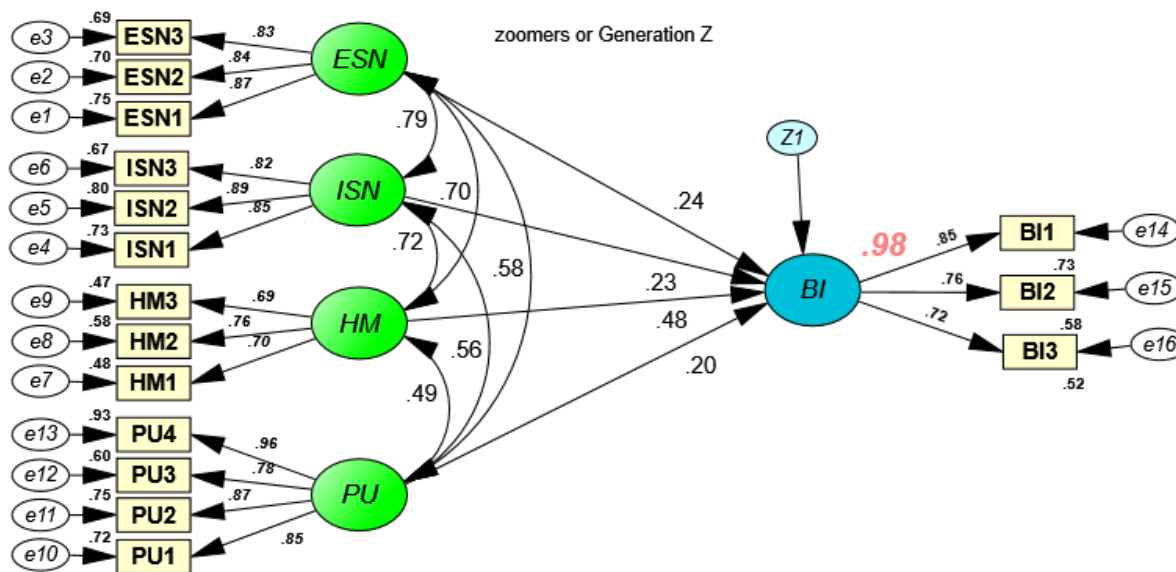 zoomers or Generation Z
e3 .69 ESN3 .83 ESN
e2 .70 ESN2 .84
e1 .75 ESN1 .87
.79
Z1
e6 .67 ISN3 .82 ISN
e5 .80 ISN2 .89
e4 .73 ISN1 .85
.70
.24
.72
.58
.98
BI
.85 BI1 e14
.73
.76 BI2 e15
.58
.72 BI3 e16
.52
e9 .47 HM3 .69 HM
e8 .58 HM2 .76
e7 .48 HM1 .70
.23
.48
.56
.20
.49
e13 .93 PU4 .96
e12 .60 PU3 .78 PU
e11 .75 PU2 .87
e10 .72 PU1 .85